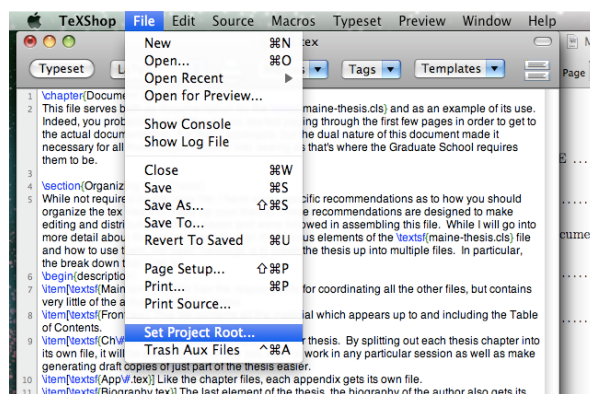 TeXShop File Edit Source Macros Typeset Preview Window Help
.tex
Typeset L s Tags Templates Page
New ⌘N
Open... ⌘O
Open Recent ▶
Open for Preview...
Show Console
Show Log File
Close ⌘W
Save ⌘S
Save As... ⇧⌘S
Save To...
Revert To Saved ⌘U
Page Setup... ⇧⌘P
Print... ⌘P
Print Source...
Set Project Root...
Trash Aux Files ^⌘A
1 \chapter{Docume
2 This file serves b maine-thesis.cls} and as an example of its use.
Indeed, you prob ing through the first few pages in order to get to
the actual docum he dual nature of this document made it
necessary for all s that's where the Graduate School requires
them to be.
3
4 \section{Organiz
5 While not require cific recommendations as to how you should
organize the tex e recommendations are designed to make
editing and distri owed in assembling this file. While I will go into
more detail abou us elements of the \textsf{maine-thesis.cls} file
and how to use t the thesis up into multiple files. In particular,
the break down t
6 \begin{descriptio
7 \item[\textsf{Main for coordinating all the other files, but contains
very little of the a
8 \item[\textsf{Fron ial which appears up to and including the Table
of Contents.
9 \item[\textsf{Ch\# r thesis. By splitting out each thesis chapter into
its own file, it will work in any particular session as well as make
generating draft copies of just part of the thesis easier.
10 \item[\textsf{App\#.tex}] Like the chapter files, each appendix gets its own file.
11 \item[\textsf{Biography.tex}] The last element of the thesis, the biography of the author also gets its
E ....
cume